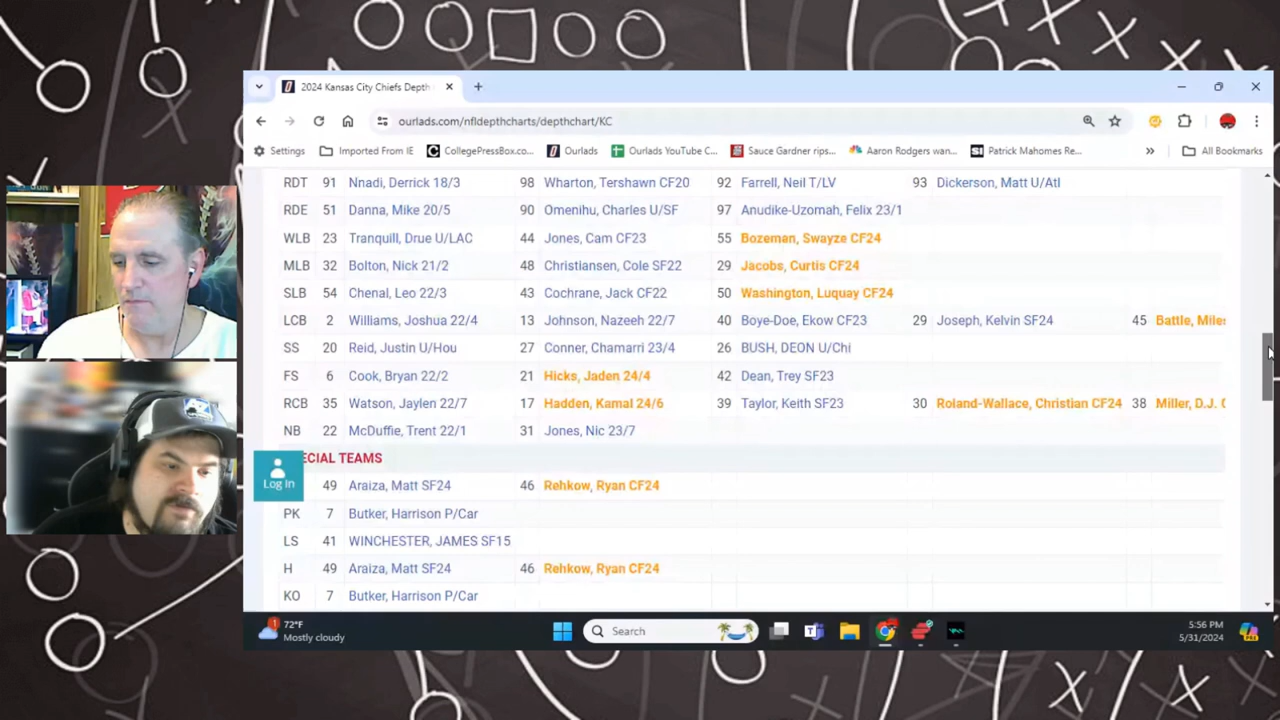 2024 Kansas City Chiefs Depth
ourlads.com/nfldepthcharts/depthchart/KC
Settings Imported From IE CollegePressBox.co... Ourlads Ourlads YouTube C... Sauce Gardner rips... Aaron Rodgers wan... Patrick Mahomes Re... » All Bookmarks
RDT 91 Nnadi, Derrick 18/3 98 Wharton, Tershawn CF20 92 Farrell, Neil T/LV 93 Dickerson, Matt U/Atl
RDE 51 Danna, Mike 20/5 90 Omenihu, Charles U/SF 97 Anudike-Uzomah, Felix 23/1
WLB 23 Tranquill, Drue U/LAC 44 Jones, Cam CF23 55 Bozeman, Swayze CF24
MLB 32 Bolton, Nick 21/2 48 Christiansen, Cole SF22 29 Jacobs, Curtis CF24
SLB 54 Chenal, Leo 22/3 43 Cochrane, Jack CF22 50 Washington, Luquay CF24
LCB 2 Williams, Joshua 22/4 13 Johnson, Nazeeh 22/7 40 Boye-Doe, Ekow CF23 29 Joseph, Kelvin SF24 45 Battle, Miles
SS 20 Reid, Justin U/Hou 27 Conner, Chamarri 23/4 26 BUSH, DEON U/Chi
FS 6 Cook, Bryan 22/2 21 Hicks, Jaden 24/4 42 Dean, Trey SF23
RCB 35 Watson, Jaylen 22/7 17 Hadden, Kamal 24/6 39 Taylor, Keith SF23 30 Roland-Wallace, Christian CF24 38 Miller, D.J. C
NB 22 McDuffie, Trent 22/1 31 Jones, Nic 23/7
ECIAL TEAMS
Log In
49 Araiza, Matt SF24 46 Rehkow, Ryan CF24
PK 7 Butker, Harrison P/Car
LS 41 WINCHESTER, JAMES SF15
H 49 Araiza, Matt SF24 46 Rehkow, Ryan CF24
KO 7 Butker, Harrison P/Car
1 72°F
Mostly cloudy
Search
5:56 PM
5/31/2024